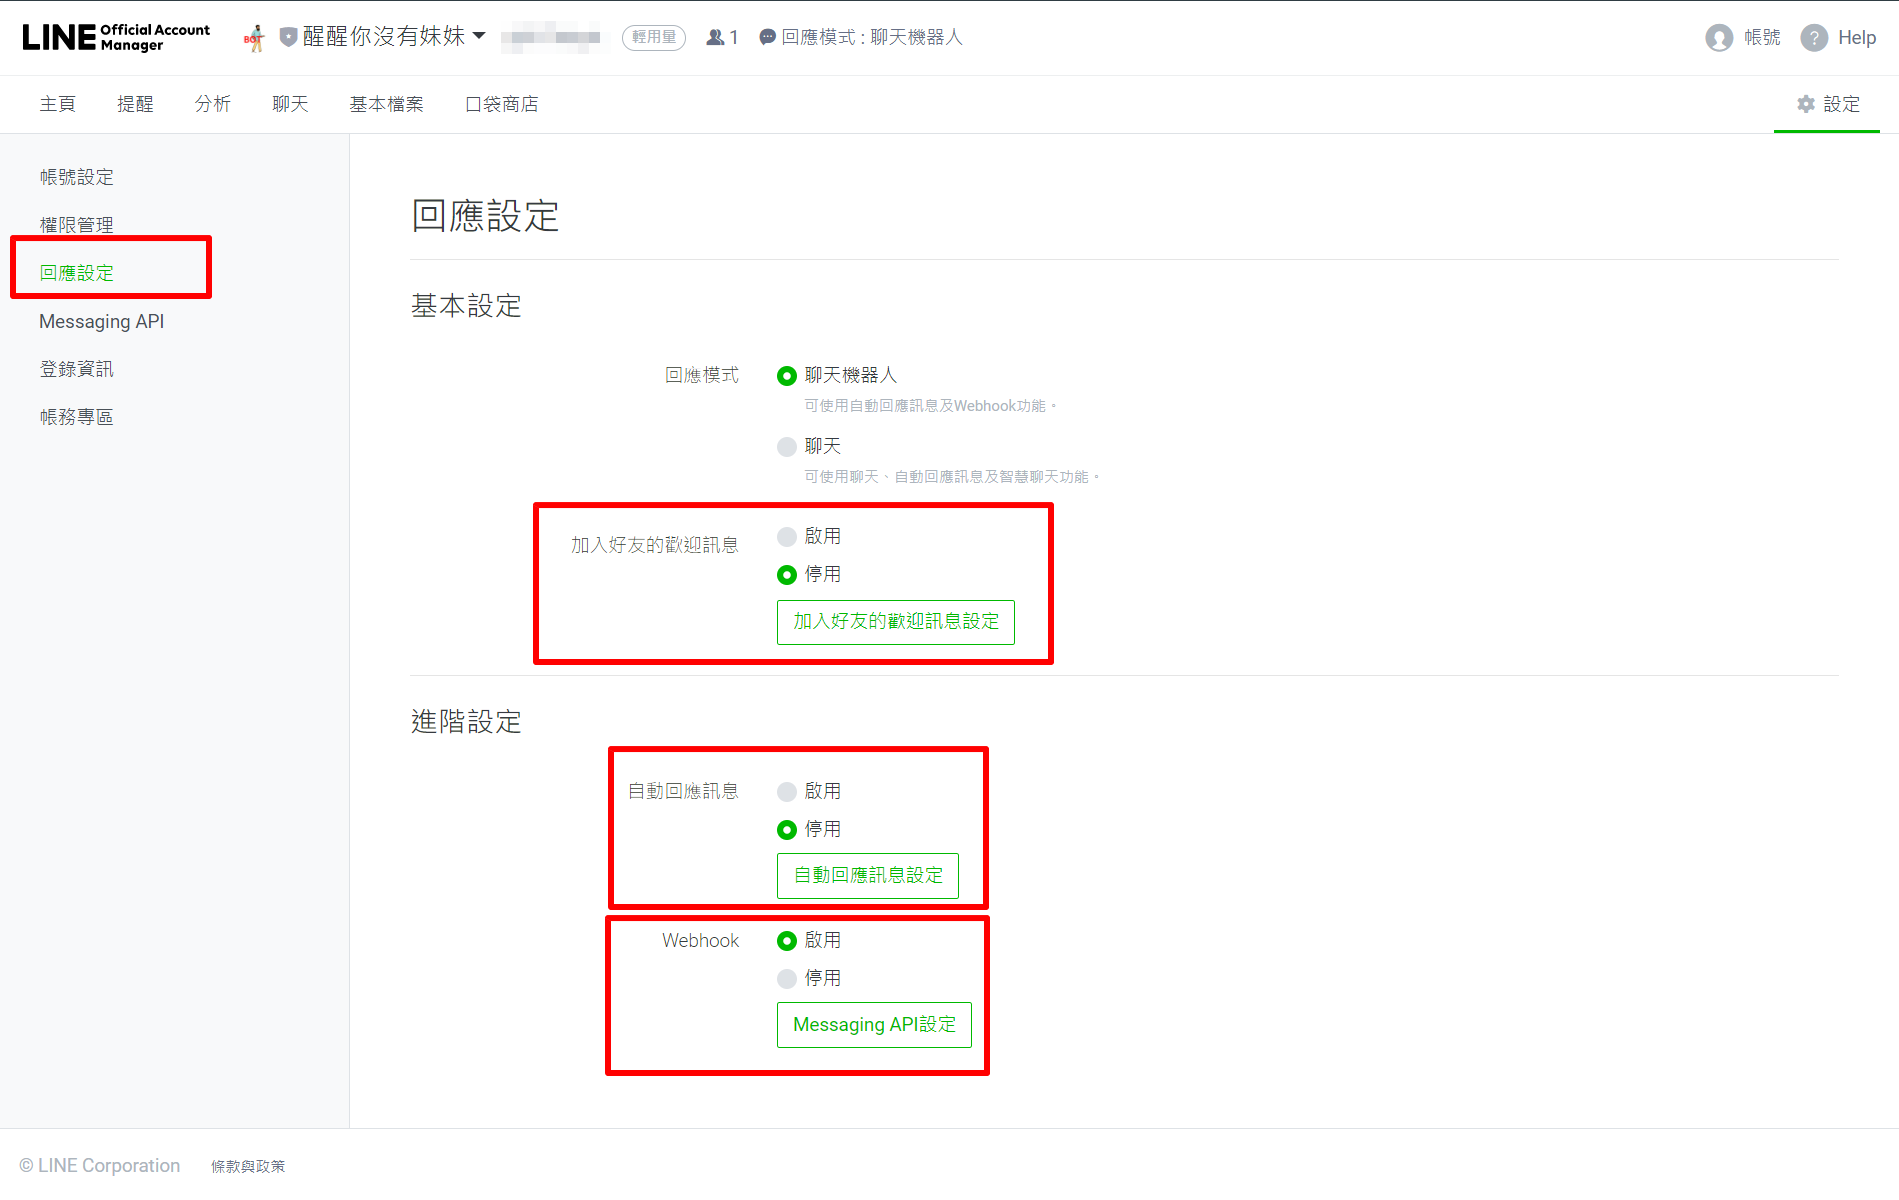 LINE Official Account Manager
BOT
醒醒你沒有妹妹
輕用量
1
回應模式 : 聊天機器人
帳號
? Help
主頁 提醒 分析 聊天 基本檔案 口袋商店 設定
帳號設定
權限管理
回應設定
Messaging API
登錄資訊
帳務專區
回應設定
基本設定
回應模式
聊天機器人
可使用自動回應訊息及Webhook功能。
聊天
可使用聊天、自動回應訊息及智慧聊天功能。
加入好友的歡迎訊息
啟用
停用
加入好友的歡迎訊息設定
進階設定
自動回應訊息
啟用
停用
自動回應訊息設定
Webhook
啟用
停用
Messaging API設定
© LINE Corporation 條款與政策